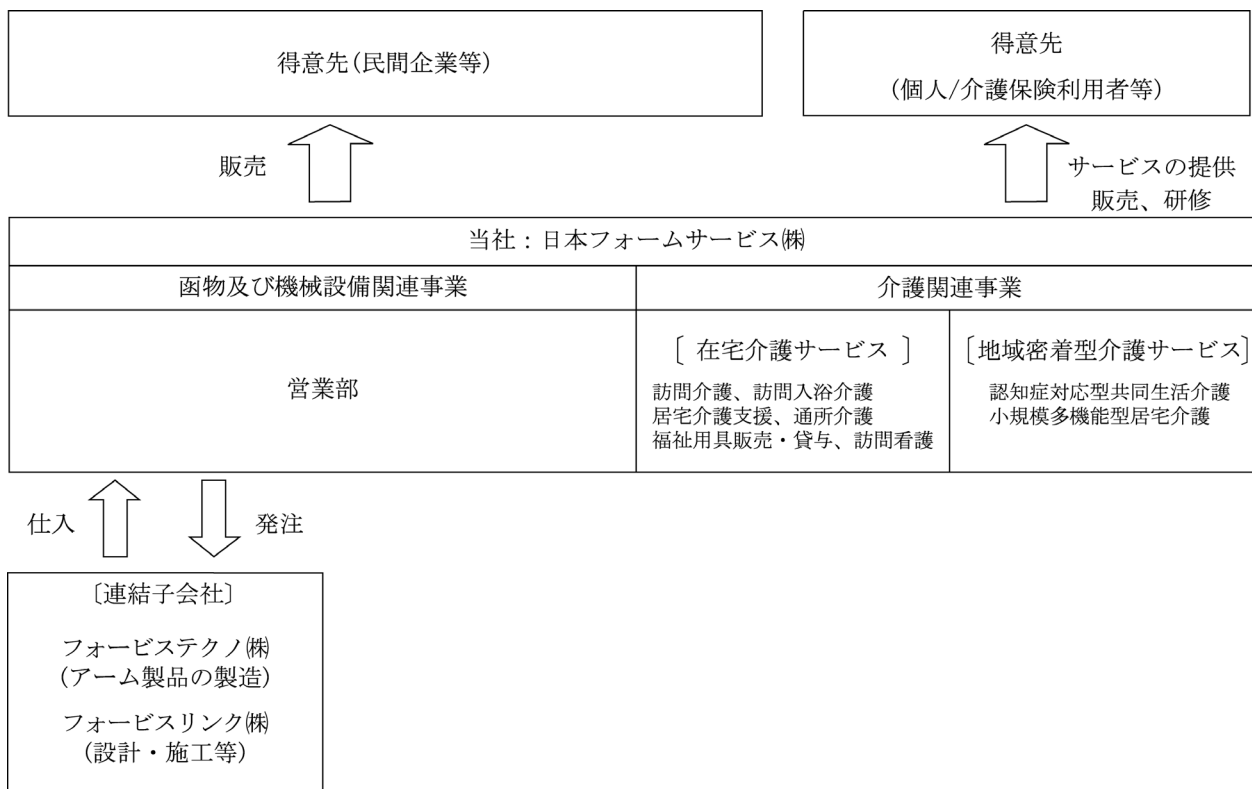 得意先(民間企業等)
得意先
(個人/介護保険利用者等)
販売
サービスの提供
販売、研修
当社：日本フォームサービス㈱
函物及び機械設備関連事業
介護関連事業
営業部
〔 在宅介護サービス 〕
訪問介護、訪問入浴介護
居宅介護支援、通所介護
福祉用具販売・貸与、訪問看護
〔地域密着型介護サービス〕
認知症対応型共同生活介護
小規模多機能型居宅介護
仕入
発注
〔連結子会社〕
フォービステクノ㈱
(アーム製品の製造)
フォービスリンク㈱
(設計・施工等)